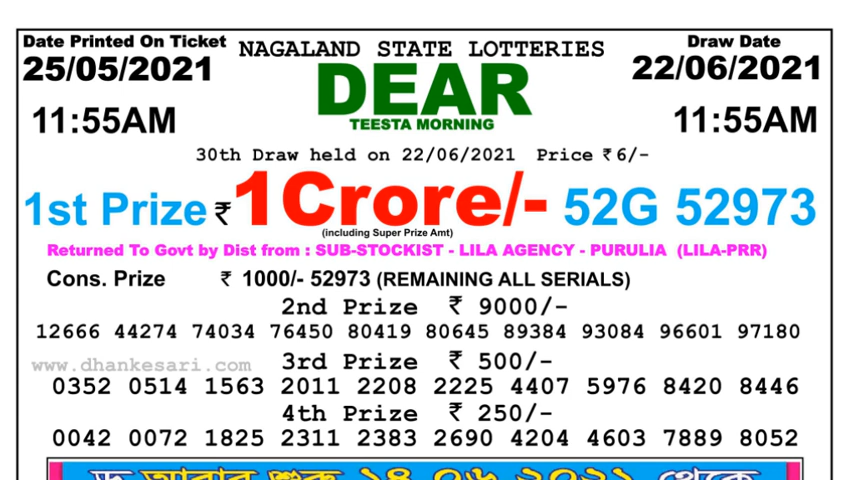 Date Printed On Ticket
NAGALAND STATE LOTTERIES
Draw Date
25/05/2021
DEAR
22/06/2021
TEESTA MORNING
11:55AM
11:55AM
30th Draw held on 22/06/2021 Price ₹6/-
1st Prize ₹ 1Crore/- 52G 52973
(including Super Prize Amt)
Returned To Govt by Dist from : SUB-STOCKIST - LILA AGENCY - PURULIA (LILA-PRR)
Cons. Prize ₹ 1000/- 52973 (REMAINING ALL SERIALS)
2nd Prize ₹ 9000/-
12666 44274 74034 76450 80419 80645 89384 93084 96601 97180
www.dhankesari.com
3rd Prize ₹ 500/-
0352 0514 1563 2011 2208 2225 4407 5976 8420 8446
4th Prize ₹ 250/-
0042 0072 1825 2311 2383 2690 4204 4603 7889 8052
আবার শুরু ১৪.০৬.২০২১ থেকে